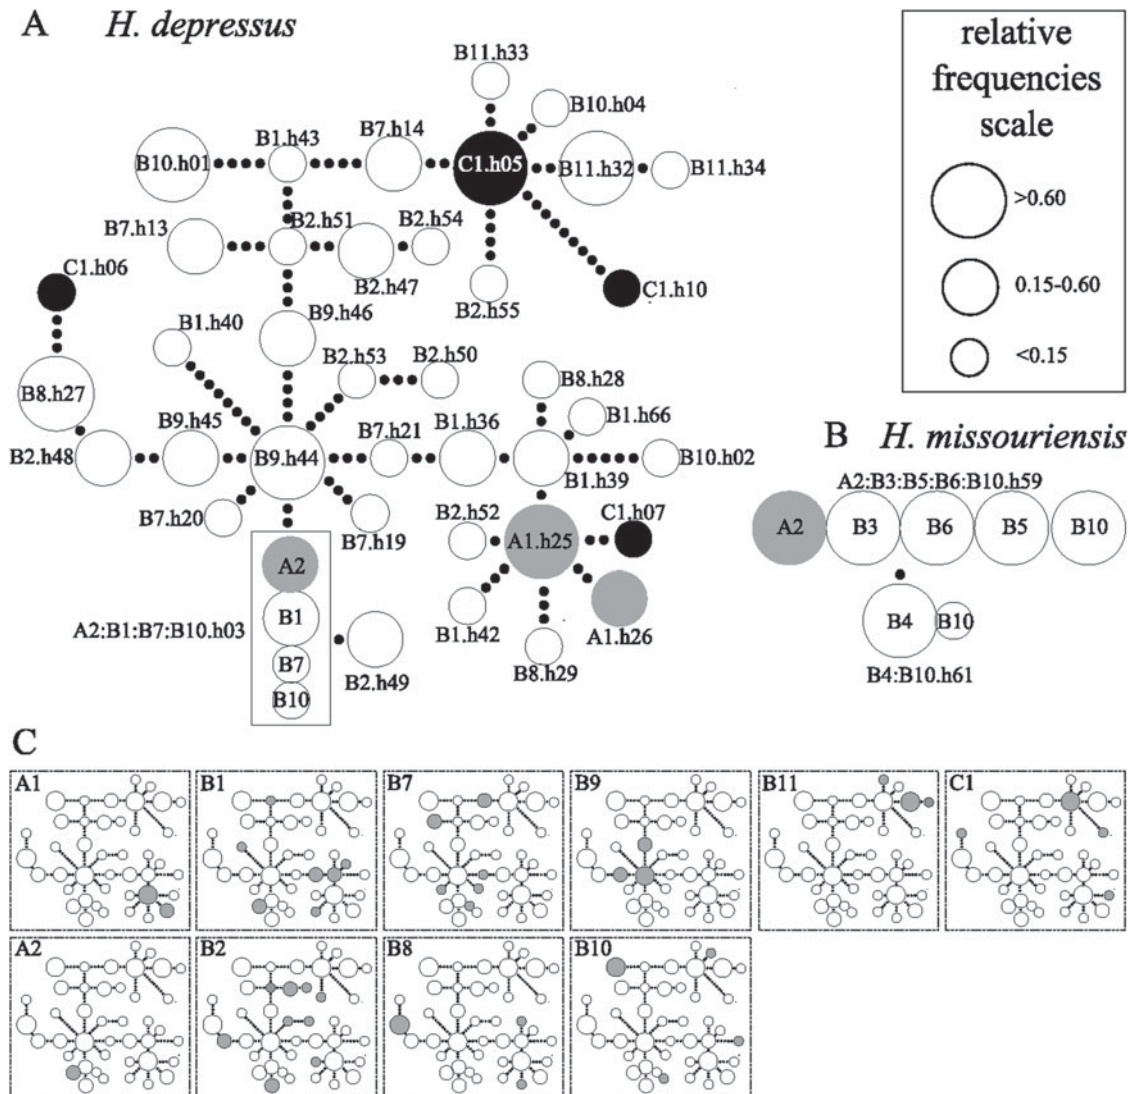 A H. depressus
relative
frequencies
scale
>0.60
0.15-0.60
<0.15
B11.h33
B10.h04
B1.h43
B7.h14
B10.h01
C1.h05
B11.h32
B11.h34
B7.h13
B2.h51
B2.h54
C1.h06
B2.h47
C1.h10
B2.h55
B1.h40
B9.h46
B2.h53
B2.h50
B8.h28
B8.h27
B9.h45
B1.h66
B7.h21
B1.h36
B2.h48
B9.h44
B10.h02
B1.h39
B7.h20
B7.h19
B2.h52
C1.h07
A1.h25
A2
B1
A2:B1:B7:B10.h03
B7
B10
B2.h49
B1.h42
A1.h26
B8.h29
B H. missouriensis
A2:B3:B5:B6:B10.h59
A2 B3 B6 B5 B10
B4 B10
B4:B10.h61
C
A1 B1 B7 B9 B11 C1
A2 B2 B8 B10